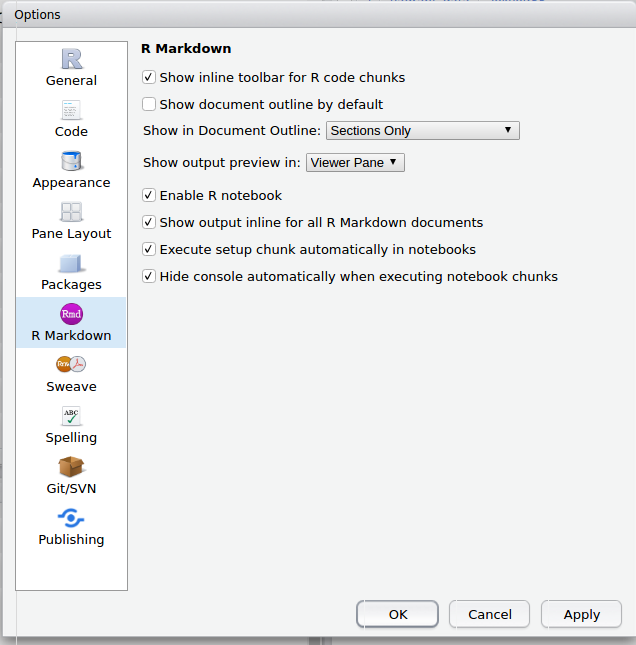 Options
General
Code
Appearance
Pane Layout
Packages
Rmd
R Markdown
Sweave
ABC
Spelling
Git/SVN
Publishing
R Markdown
Show inline toolbar for R code chunks
Show document outline by default
Show in Document Outline: Sections Only
Show output preview in: Viewer Pane
Enable R notebook
Show output inline for all R Markdown documents
Execute setup chunk automatically in notebooks
Hide console automatically when executing notebook chunks
OK Cancel Apply